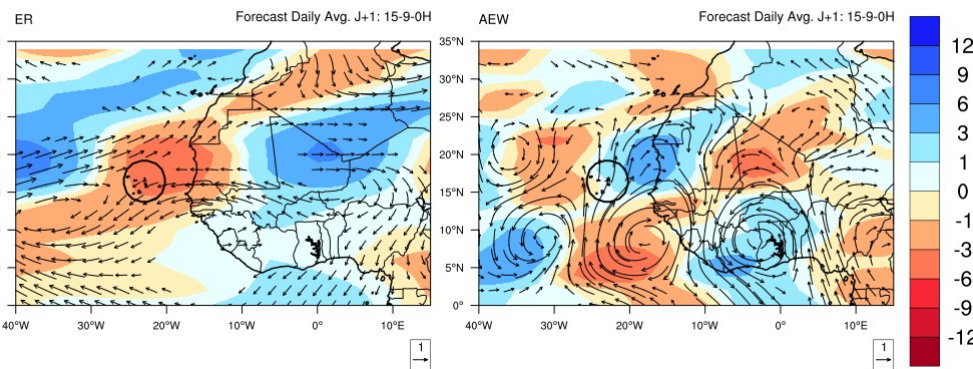 ER
Forecast Daily Avg. J+1: 15-9-0H
40°W
30°W
20°W
10°W
0°
10°E
1
AEW
Forecast Daily Avg. J+1: 15-9-0H
35°N
30°N
25°N
20°N
15°N
10°N
5°N
0°
40°W
30°W
20°W
10°W
0°
10°E
1
12
9
6
3
1
0
-1
-3
-6
-9
-12